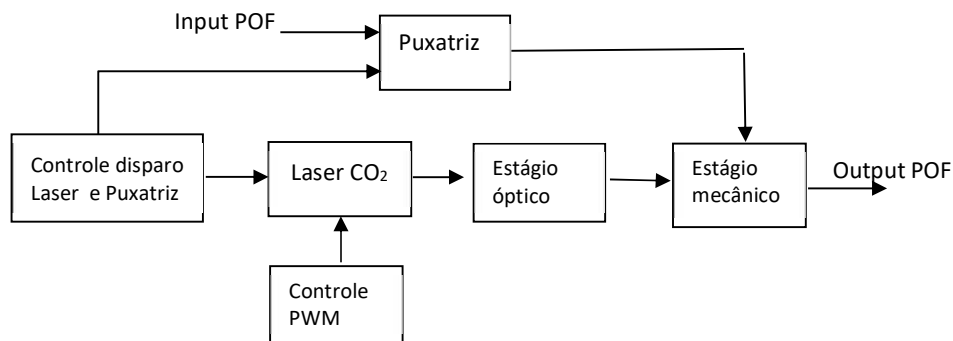 Input POF
Puxatriz
Controle disparo
Laser e Puxatriz
Laser CO₂
Estágio
óptico
Estágio
mecânico
Output POF
Controle
PWM